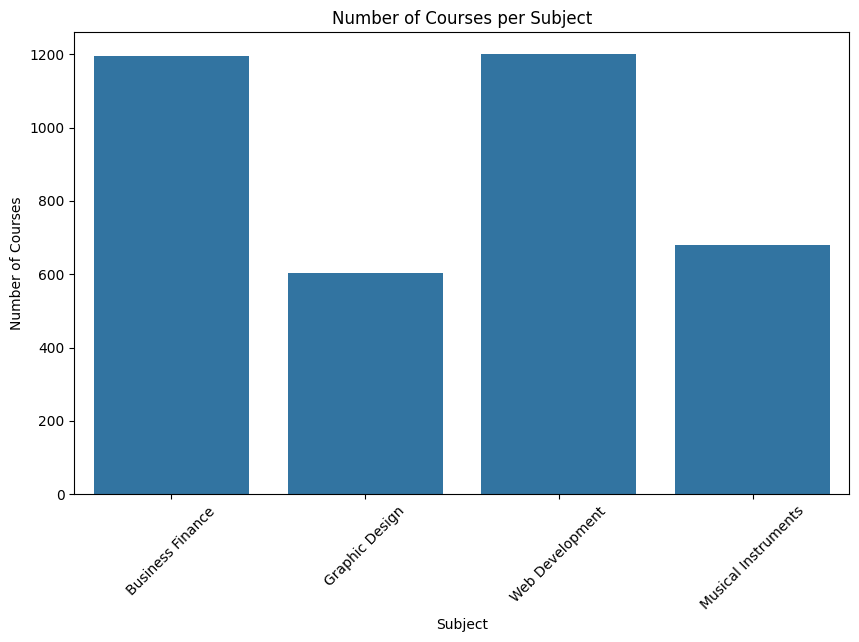 Number of Courses per Subject
Number of Courses
1200
1000
800
600
400
200
0
Business Finance
Graphic Design
Web Development
Musical Instruments
Subject